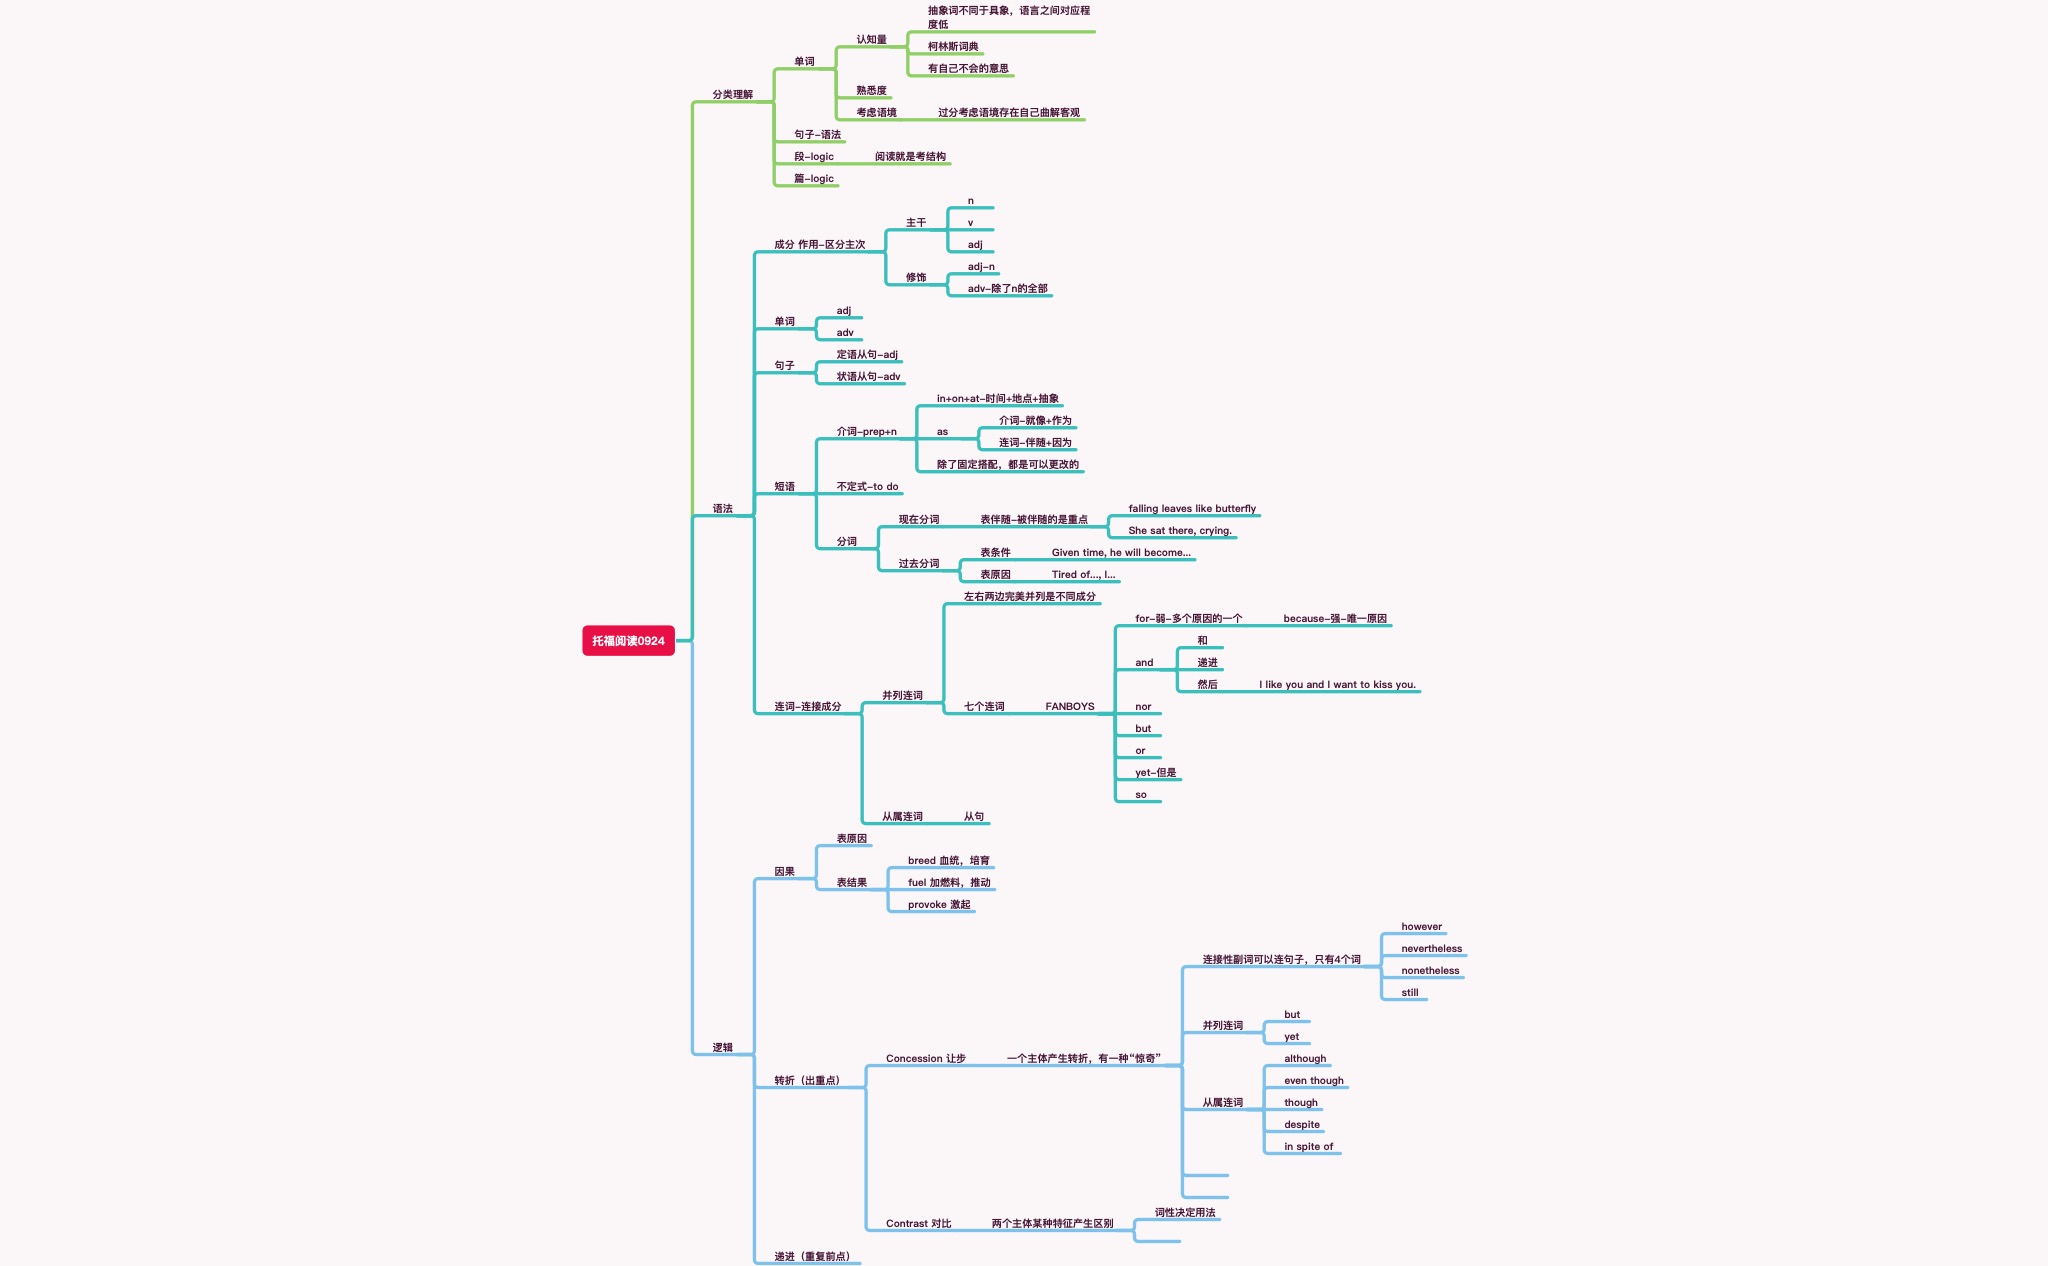 抽象词不同于具象，语言之间对应程
度低
认知量
柯林斯词典
单词
有自己不会的意思
熟悉度
分类理解
考虑语境
过分考虑语境存在自己曲解客观
句子-语法
段-logic
阅读就是考结构
篇-logic
n
主干
v
成分 作用-区分主次
adj
adj-n
修饰
adv-除了n的全部
adj
单词
adv
定语从句-adj
句子
状语从句-adv
in+on+at-时间+地点+抽象
介词-就像+作为
介词-prep+n
as
连词-伴随+因为
除了固定搭配，都是可以更改的
短语
不定式-to do
语法
falling leaves like butterfly
现在分词
表伴随-被伴随的是重点
She sat there, crying.
分词
表条件
Given time, he will become...
过去分词
表原因
Tired of..., I...
左右两边完美并列是不同成分
for-弱-多个原因的一个
because-强-唯一原因
托福阅读0924
和
and
递进
然后
I like you and I want to kiss you.
并列连词
连词-连接成分
七个连词
FANBOYS
nor
but
or
yet-但是
so
从属连词
从句
表原因
breed 血统，培育
因果
表结果
fuel 加燃料，推动
provoke 激起
however
nevertheless
连接性副词可以连句子，只有4个词
nonetheless
still
but
并列连词
yet
逻辑
Concession 让步
一个主体产生转折，有一种“惊奇”
although
转折（出重点）
even though
从属连词
though
despite
in spite of
词性决定用法
Contrast 对比
两个主体某种特征产生区别
递进（重复前点）